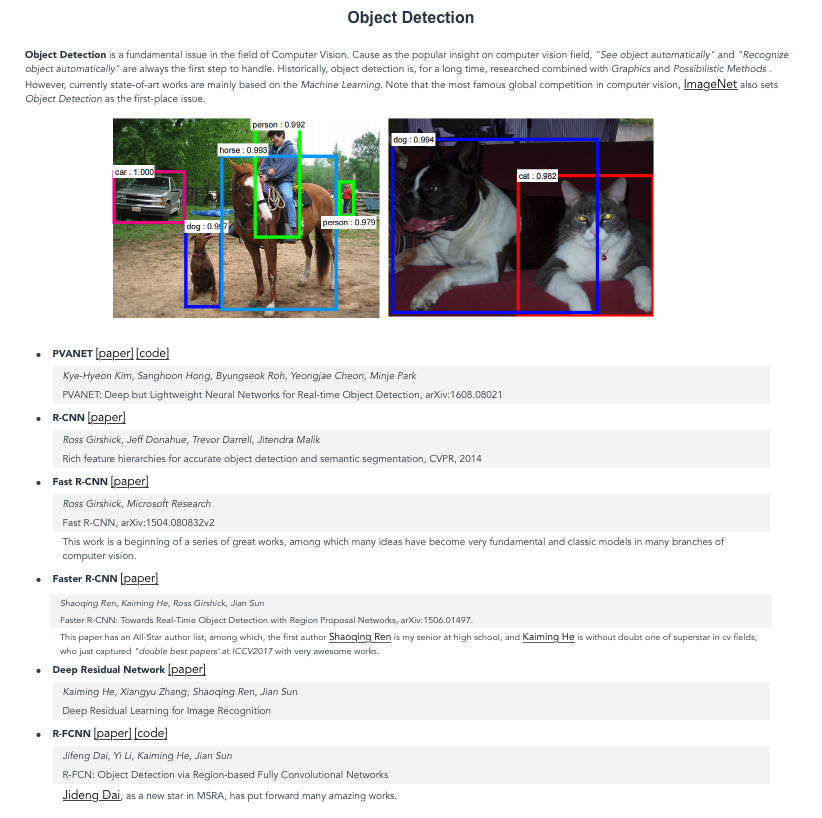 Object Detection
Object Detection is a fundamental issue in the field of Computer Vision. Cause as the popular insight on computer vision field, "See object automatically" and "Recognize
object automatically" are always the first step to handle. Historically, object detection is, for a long time, researched combined with Graphics and Possibilistic Methods .
However, currently state-of-art works are mainly based on the Machine Learning. Note that the most famous global competition in computer vision, ImageNet also sets
Object Detection as the first-place issue.
person : 0.992
horse : 0.993
car : 1.000
dog : 0.997
person : 0.979
dog : 0.994
cat : 0.982
• PVANET [paper] [code]
Kye-Hyeon Kim, Sanghoon Hong, Byungseok Roh, Yeongjae Cheon, Minje Park
PVANET: Deep but Lightweight Neural Networks for Real-time Object Detection, arXiv:1608.08021
• R-CNN [paper]
Ross Girshick, Jeff Donahue, Trevor Darrell, Jitendra Malik
Rich feature hierarchies for accurate object detection and semantic segmentation, CVPR, 2014
• Fast R-CNN [paper]
Ross Girshick, Microsoft Research
Fast R-CNN, arXiv:1504.080832v2
This work is a beginning of a series of great works, among which many ideas have become very fundamental and classic models in many branches of
computer vision.
• Faster R-CNN [paper]
Shaoqing Ren, Kaiming He, Ross Girshick, Jian Sun
Faster R-CNN: Towards Real-Time Object Detection with Region Proposal Networks, arXiv:1506.01497.
This paper has an All-Star author list, among which, the first author Shaoqing Ren is my senior at high school, and Kaiming He is without doubt one of superstar in cv fields,
who just captured "double best papers' at ICCV2017 with very awesome works.
• Deep Residual Network [paper]
Kaiming He, Xiangyu Zhang, Shaoqing Ren, Jian Sun
Deep Residual Learning for Image Recognition
• R-FCNN [paper] [code]
Jifeng Dai, Yi Li, Kaiming He, Jian Sun
R-FCN: Object Detection via Region-based Fully Convolutional Networks
Jideng Dai, as a new star in MSRA, has put forward many amazing works.